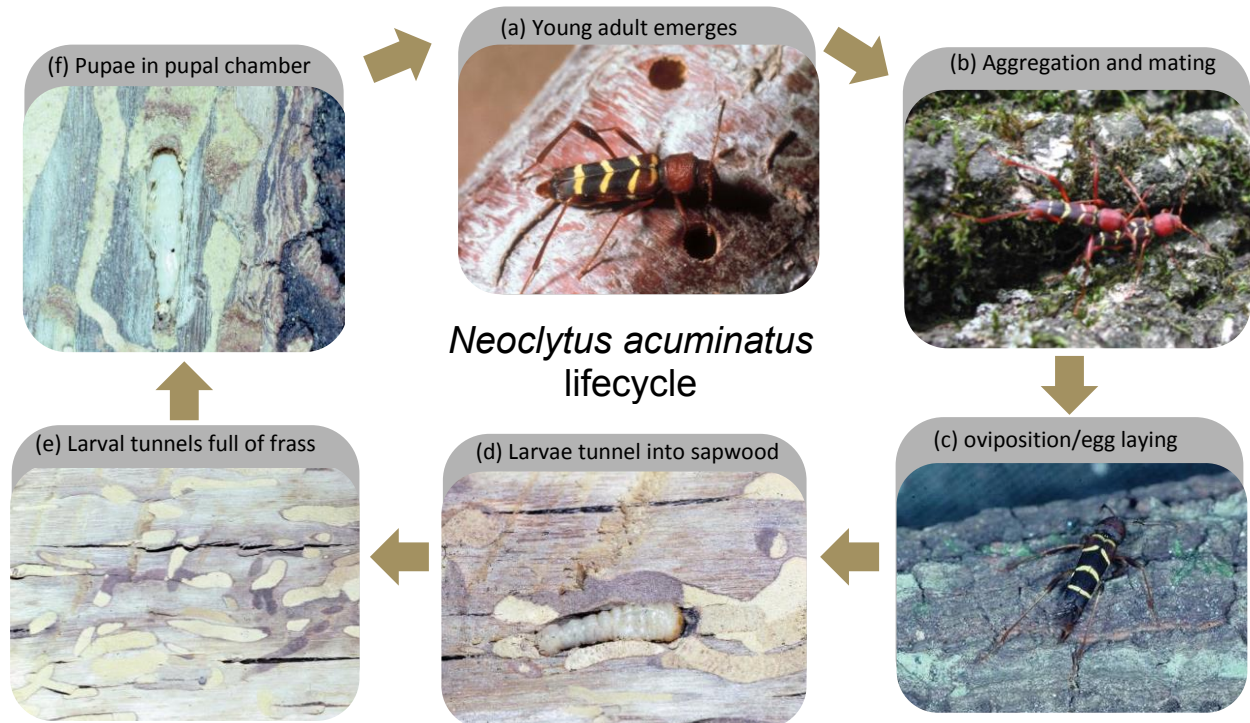 (a) Young adult emerges
(b) Aggregation and mating
(c) oviposition/egg laying
(d) Larvae tunnel into sapwood
(e) Larval tunnels full of frass
(f) Pupae in pupal chamber
Neoclytus acuminatus
lifecycle